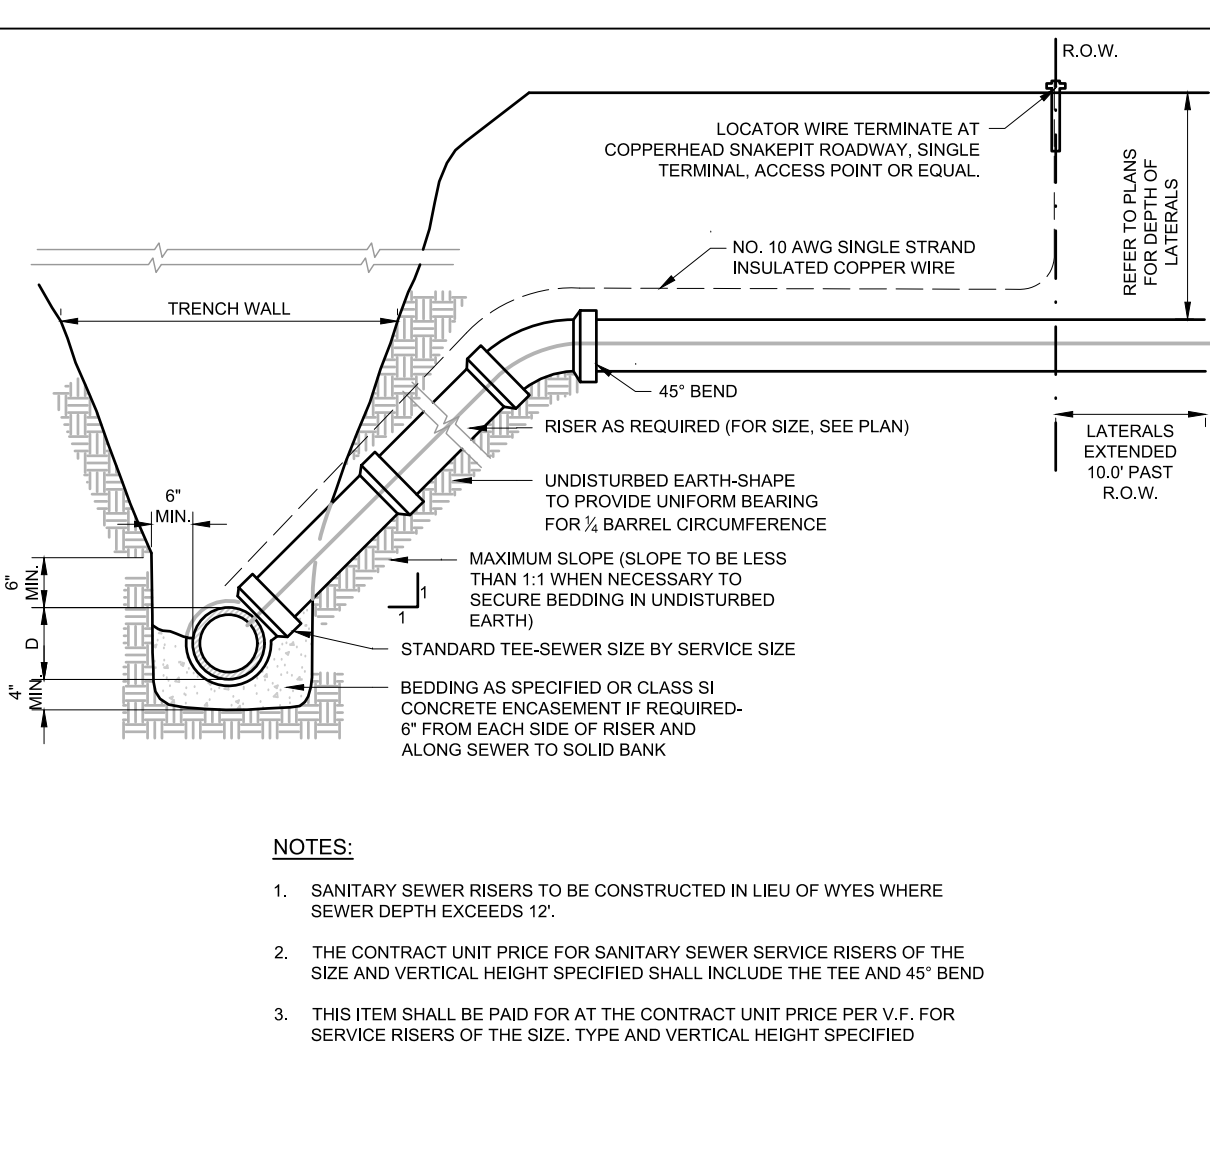 R.O.W.
LOCATOR WIRE TERMINATE AT
COPPERHEAD SNAKEPIT ROADWAY, SINGLE
TERMINAL, ACCESS POINT OR EQUAL.
REFER TO PLANS
FOR DEPTH OF
LATERALS
NO. 10 AWG SINGLE STRAND
INSULATED COPPER WIRE
TRENCH WALL
45° BEND
RISER AS REQUIRED (FOR SIZE, SEE PLAN)
LATERALS
EXTENDED
10.0' PAST
R.O.W.
UNDISTURBED EARTH-SHAPE
TO PROVIDE UNIFORM BEARING
FOR ¼ BARREL CIRCUMFERENCE
6"
MIN.
MAXIMUM SLOPE (SLOPE TO BE LESS
THAN 1:1 WHEN NECESSARY TO
SECURE BEDDING IN UNDISTURBED
EARTH)
1
1
6"
MIN.
D
4"
MIN.
STANDARD TEE-SEWER SIZE BY SERVICE SIZE
BEDDING AS SPECIFIED OR CLASS SI
CONCRETE ENCASEMENT IF REQUIRED-
6" FROM EACH SIDE OF RISER AND
ALONG SEWER TO SOLID BANK
NOTES:
1. SANITARY SEWER RISERS TO BE CONSTRUCTED IN LIEU OF WYES WHERE
SEWER DEPTH EXCEEDS 12'.
2. THE CONTRACT UNIT PRICE FOR SANITARY SEWER SERVICE RISERS OF THE
SIZE AND VERTICAL HEIGHT SPECIFIED SHALL INCLUDE THE TEE AND 45° BEND
3. THIS ITEM SHALL BE PAID FOR AT THE CONTRACT UNIT PRICE PER V.F. FOR
SERVICE RISERS OF THE SIZE. TYPE AND VERTICAL HEIGHT SPECIFIED